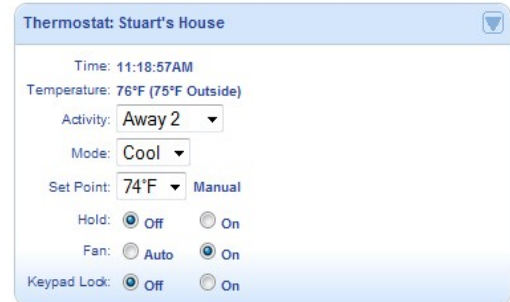 Thermostat: Stuart's House
Time: 11:18:57AM
Temperature: 76°F (75°F Outside)
Activity: Away 2
Mode: Cool
Set Point: 74°F Manual
Hold: Off On
Fan: Auto On
Keypad Lock: Off On